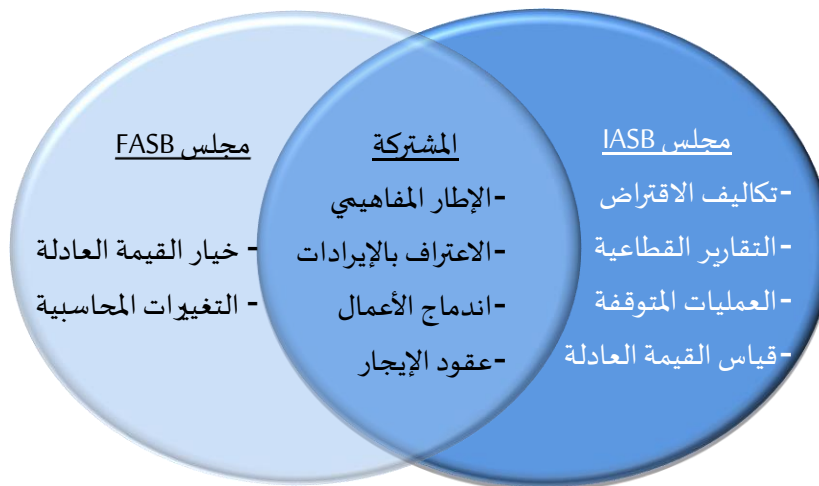 مجلس IASB
-تكاليف الاقتراض
-التقارير القطاعية
-العمليات المتوقفة
-قياس القيمة العادلة
المشتركة
-الإطار المفاهيمي
-الاعتراف بالإيرادات
-اندماج الأعمال
-عقود الإيجار
مجلس FASB
- خيار القيمة العادلة
- التغيرات المحاسبية